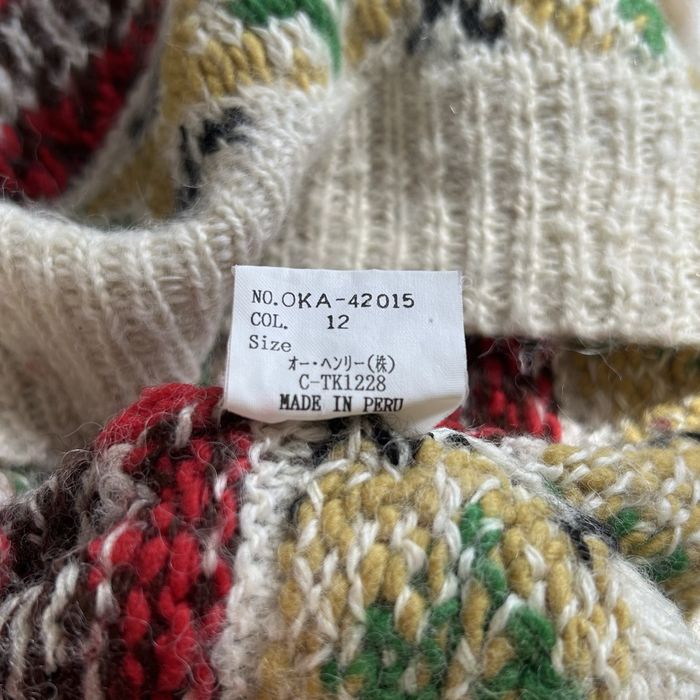 NO.OKA-42015
COL. 12
Size
オー・ヘンリー(株)
C-TK1228
MADE IN PERU